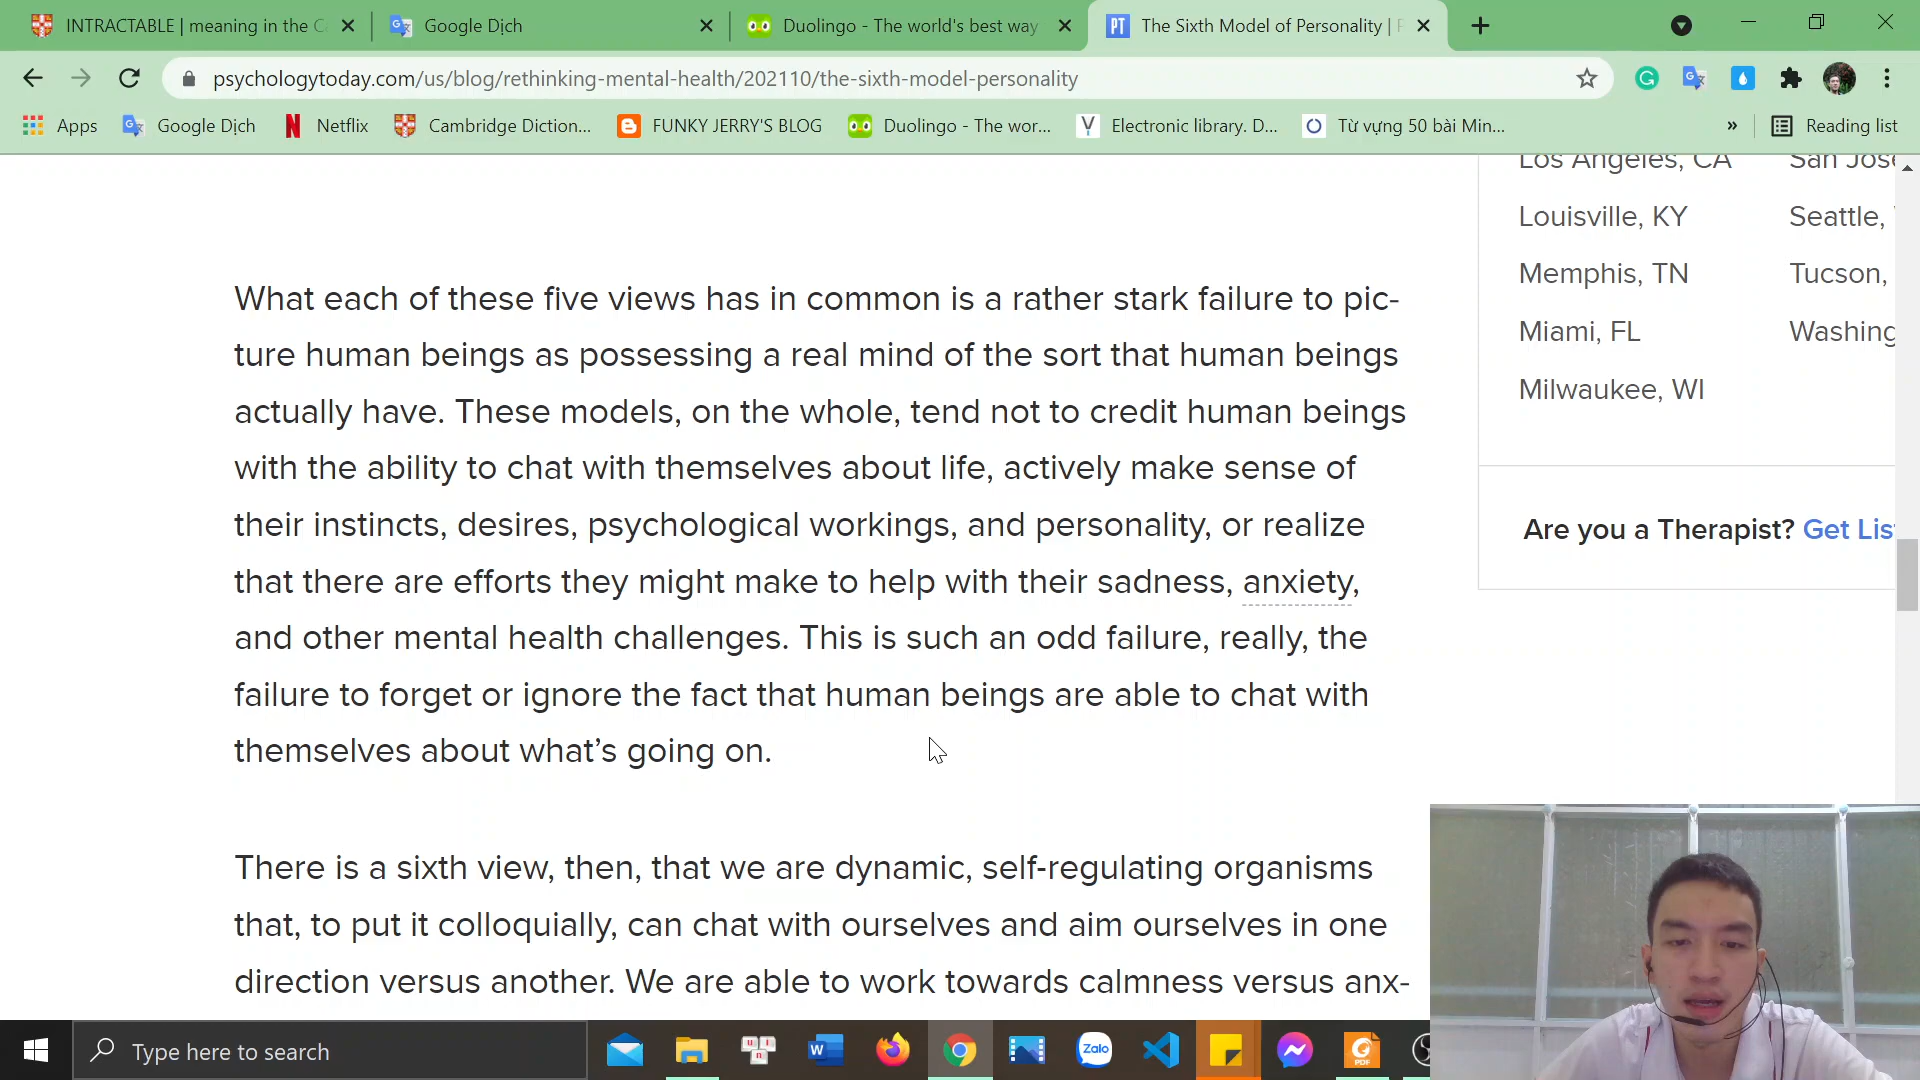 INTRACTABLE | meaning in the C
Google Dịch
Duolingo - The world's best way
The Sixth Model of Personality |
psychologytoday.com/us/blog/rethinking-mental-health/202110/the-sixth-model-personality
Apps
Google Dịch
Netflix
Cambridge Diction...
FUNKY JERRY'S BLOG
Duolingo - The wor...
Electronic library. D...
Từ vựng 50 bài Min...
»
Reading list
Los Angeles, CA
San Jose
Louisville, KY
Seattle,
Memphis, TN
Tucson,
Miami, FL
Washing
Milwaukee, WI
Are you a Therapist? Get Lis
What each of these five views has in common is a rather stark failure to pic-
ture human beings as possessing a real mind of the sort that human beings
actually have. These models, on the whole, tend not to credit human beings
with the ability to chat with themselves about life, actively make sense of
their instincts, desires, psychological workings, and personality, or realize
that there are efforts they might make to help with their sadness, anxiety,
and other mental health challenges. This is such an odd failure, really, the
failure to forget or ignore the fact that human beings are able to chat with
themselves about what’s going on.
There is a sixth view, then, that we are dynamic, self-regulating organisms
that, to put it colloquially, can chat with ourselves and aim ourselves in one
direction versus another. We are able to work towards calmness versus anx-
Type here to search
Zalo
PDF